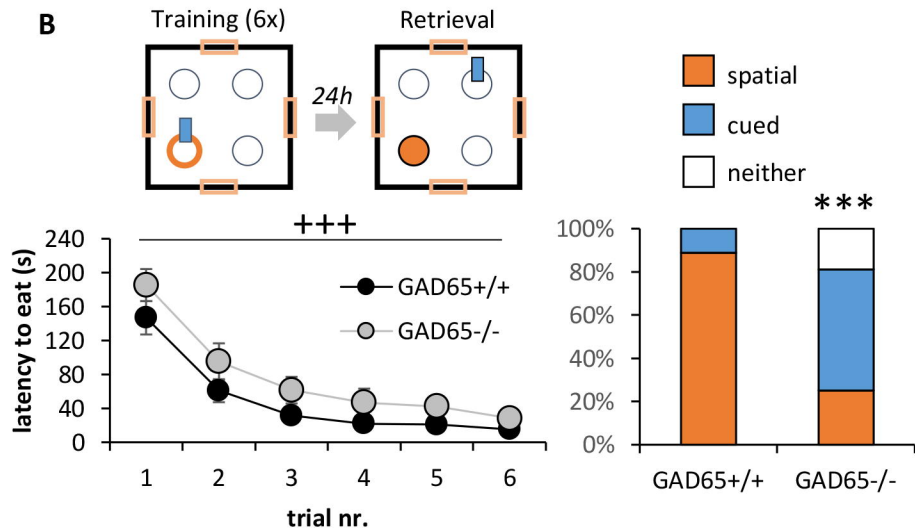 B
Training (6x)
Retrieval
24h
spatial
cued
neither
+++
240
200
160
120
80
40
0
latency to eat (s)
GAD65+/+
GAD65-/-
1 2 3 4 5 6
trial nr.
***
100%
80%
60%
40%
20%
0%
GAD65+/+ GAD65-/-